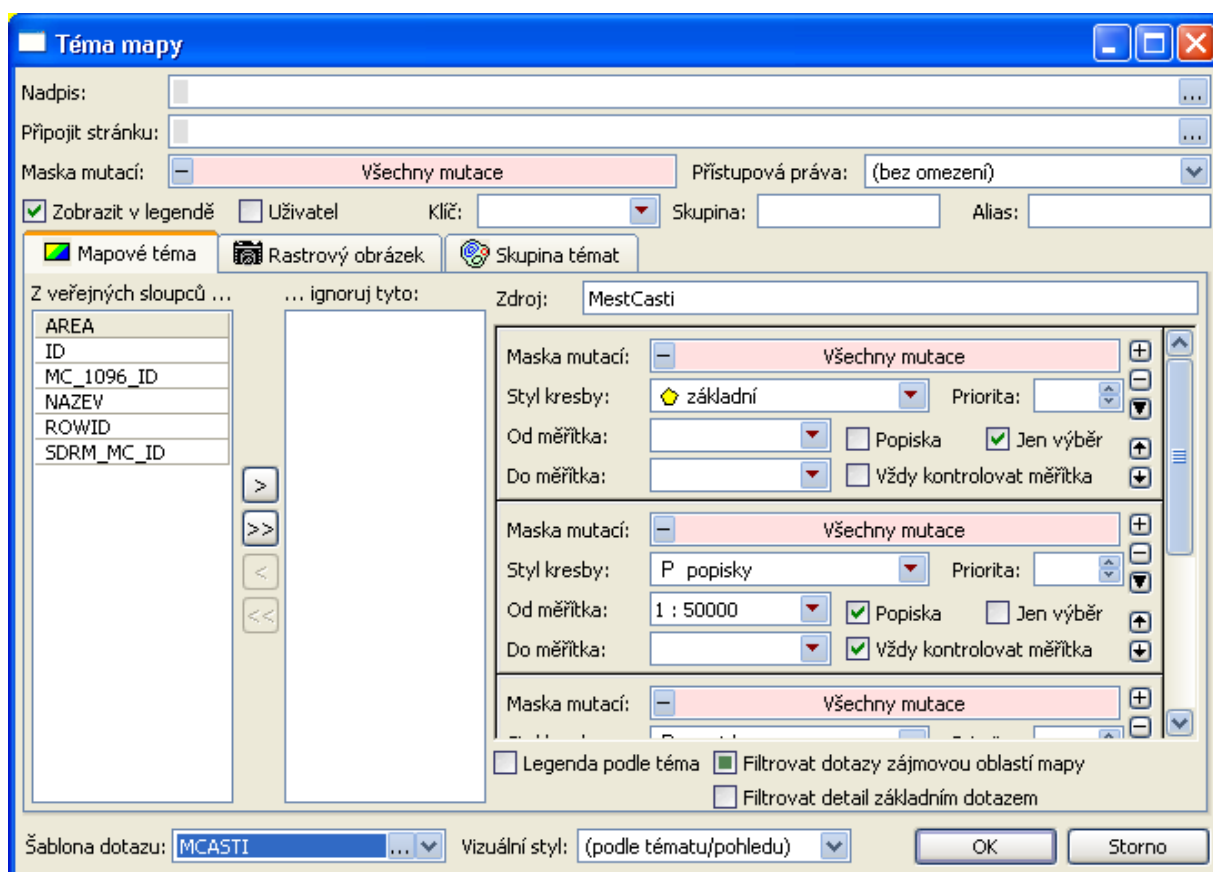 Téma mapy
Nadpis: ...
Připojit stránku: ...
Maska mutací: Všechny mutace Přístupová práva: (bez omezení)
Zobrazit v legendě Uživatel Klíč: Skupina: Alias:
Mapové téma Rastrový obrázek Skupina témat
Z veřejných sloupců ... ... ignoruj tyto: Zdroj: MestCasti
AREA
ID
MC_1096_ID
NAZEV
ROWID
SDRM_MC_ID
>
>>
<
<<
Maska mutací: Všechny mutace
Styl kresby: základní Priorita:
Od měřítka: Popiska Jen výběr
Do měřítka: Vždy kontrolovat měřítka
Maska mutací: Všechny mutace
Styl kresby: P popisky Priorita:
Od měřítka: 1 : 50000 Popiska Jen výběr
Do měřítka: Vždy kontrolovat měřítka
Maska mutací: Všechny mutace
Legenda podle téma Filtrovat dotazy zájmovou oblastí mapy
Filtrovat detail základním dotazem
Šablona dotazu: MCASTI ... Vizuální styl: (podle tématu/pohledu) OK Storno